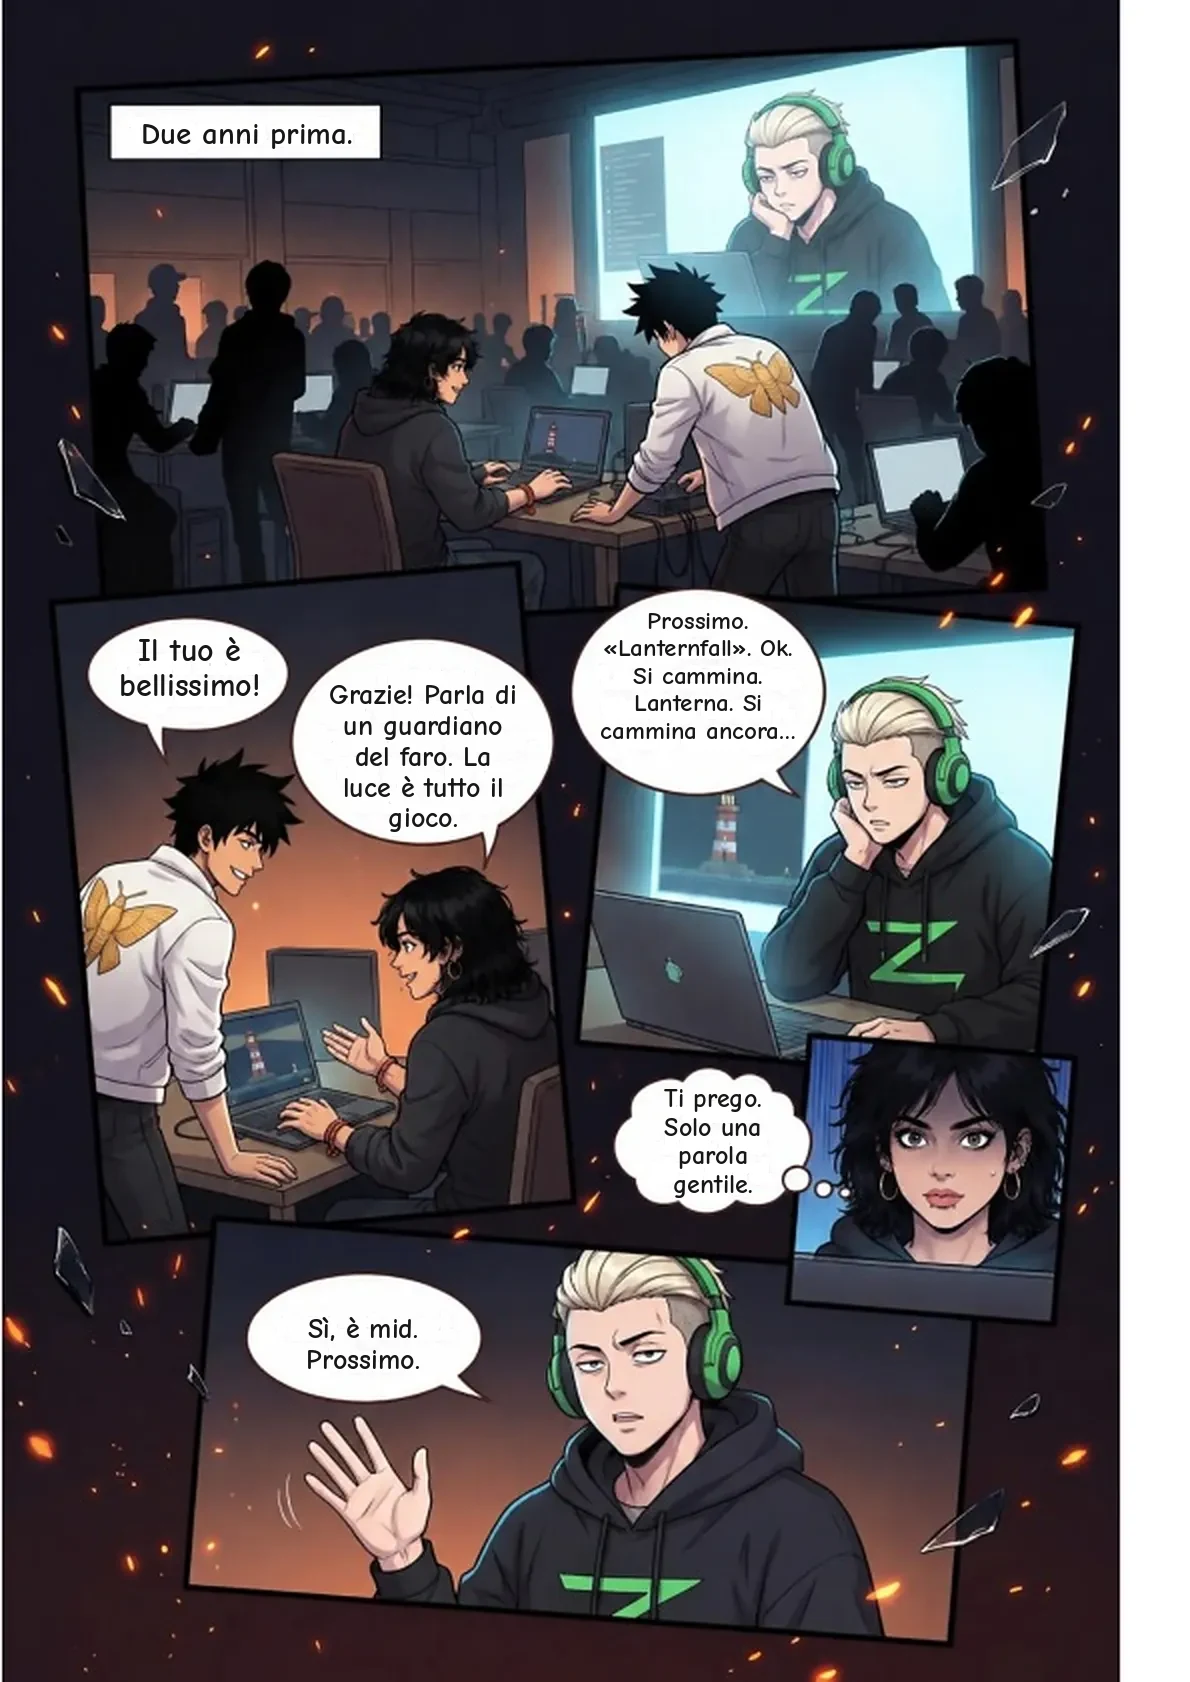 Due anni prima.
Il tuo è
bellissimo!
Grazie! Parla di
un guardiano
del faro. La
luce è tutto il
gioco.
Prossimo.
«Lanternfall». Ok.
Si cammina.
Lanterna. Si
cammina ancora...
Ti prego.
Solo una
parola
gentile.
Sì, è mid.
Prossimo.